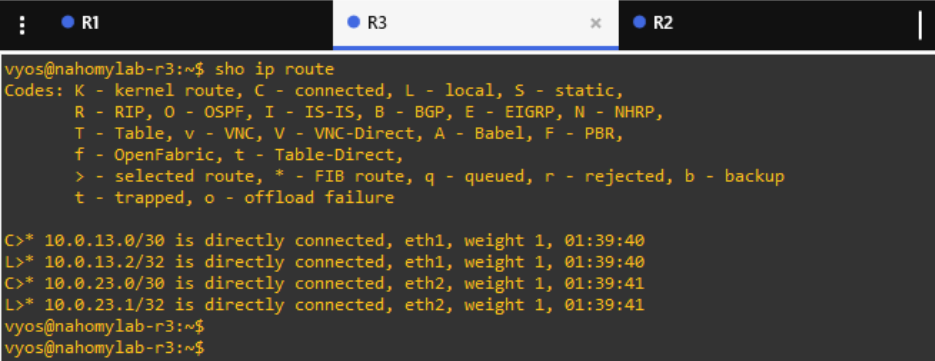 R1
R3
R2
vyos@nahomylab-r3:~$ sho ip route
Codes: K - kernel route, C - connected, L - local, S - static,
R - RIP, O - OSPF, I - IS-IS, B - BGP, E - EIGRP, N - NHRP,
T - Table, v - VNC, V - VNC-Direct, A - Babel, F - PBR,
f - OpenFabric, t - Table-Direct,
> - selected route, * - FIB route, q - queued, r - rejected, b - backup
t - trapped, o - offload failure
C>* 10.0.13.0/30 is directly connected, eth1, weight 1, 01:39:40
L>* 10.0.13.2/32 is directly connected, eth1, weight 1, 01:39:40
C>* 10.0.23.0/30 is directly connected, eth2, weight 1, 01:39:41
L>* 10.0.23.1/32 is directly connected, eth2, weight 1, 01:39:41
vyos@nahomylab-r3:~$
vyos@nahomylab-r3:~$